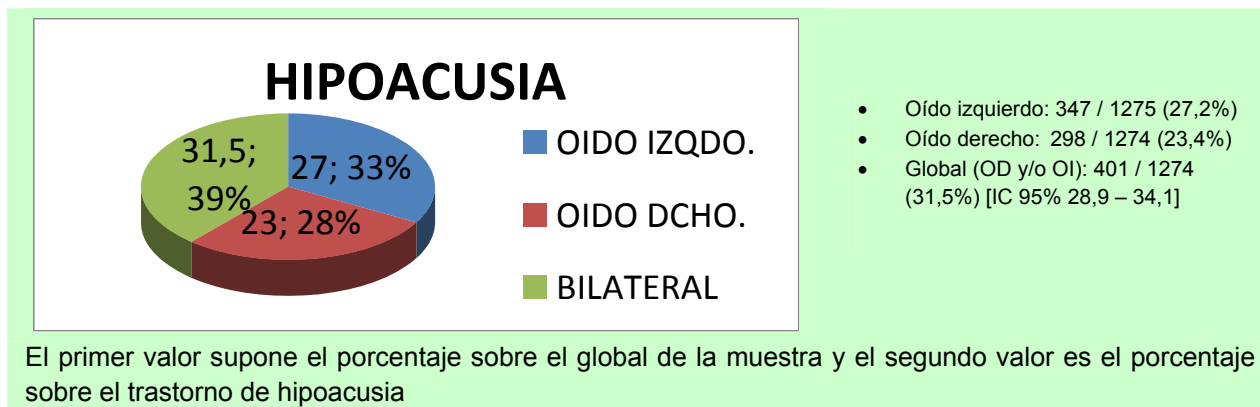 HIPOACUSIA
31,5;
39%
27; 33%
23; 28%
OIDO IZQDO.
OIDO DCHO.
BILATERAL
• Oído izquierdo: 347 / 1275 (27,2%)
• Oído derecho: 298 / 1274 (23,4%)
• Global (OD y/o OI): 401 / 1274
(31,5%) [IC 95% 28,9 – 34,1]
El primer valor supone el porcentaje sobre el global de la muestra y el segundo valor es el porcentaje
sobre el trastorno de hipoacusia